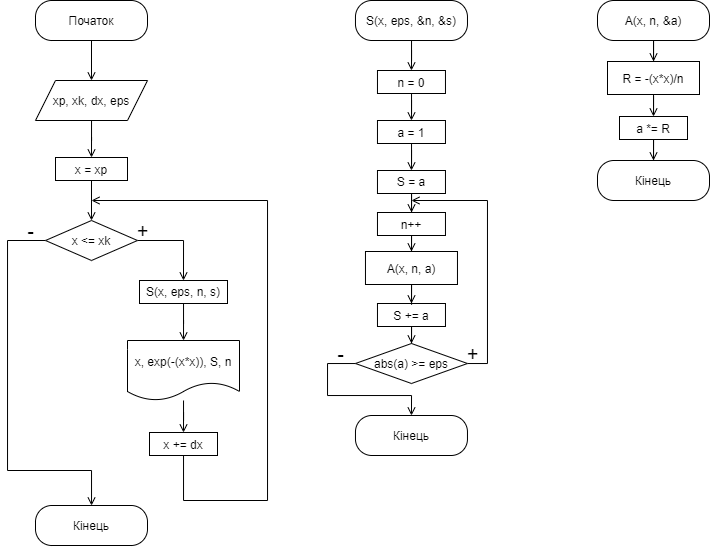 Початок
xp, xk, dx, eps
x = xp
x <= xk
-
+
S(x, eps, n, s)
x, exp(-(x*x)), S, n
x += dx
Кінець
S(x, eps, &n, &s)
n = 0
a = 1
S = a
n++
A(x, n, a)
S += a
abs(a) >= eps
-
+
Кінець
A(x, n, &a)
R = -(x*x)/n
a *= R
Кінець